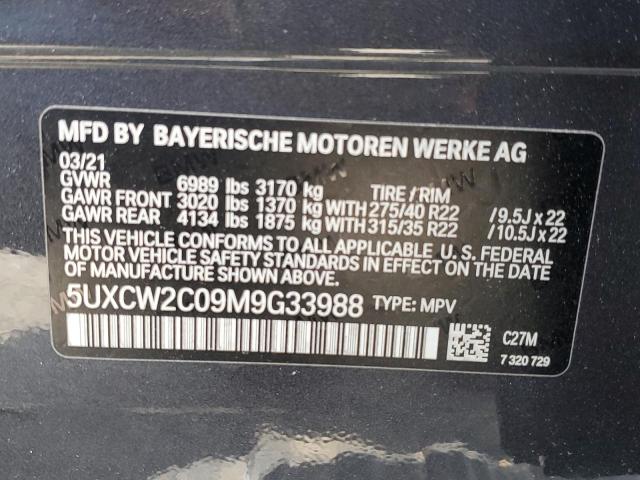 MFD BY BAYERISCHE MOTOREN WERKE AG
03/21
GVWR 6989 lbs 3170 kg TIRE / RIM
GAWR FRONT 3020 lbs 1370 kg WITH 275/40 R22 / 9.5J x 22
GAWR REAR 4134 lbs 1875 kg WITH 315/35 R22 / 10.5J x 22
THIS VEHICLE CONFORMS TO ALL APPLICABLE U. S. FEDERAL
MOTOR VEHICLE SAFETY STANDARDS IN EFFECT ON THE DATE OF
MANUFACTURE SHOWN ABOVE.
5UXCW2C09M9G33988 TYPE: MPV
C27M
7 320 729